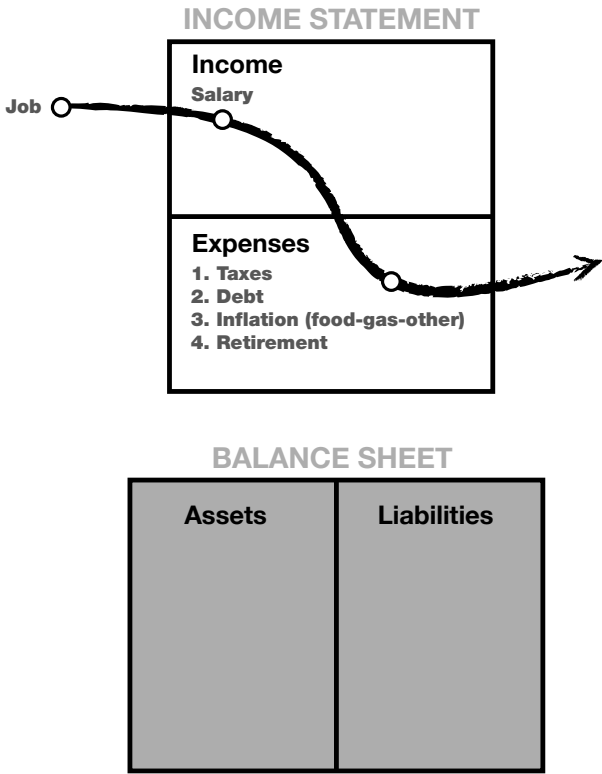 INCOME STATEMENT
Income
Salary
Job
Expenses
1. Taxes
2. Debt
3. Inflation (food-gas-other)
4. Retirement
BALANCE SHEET
Assets
Liabilities